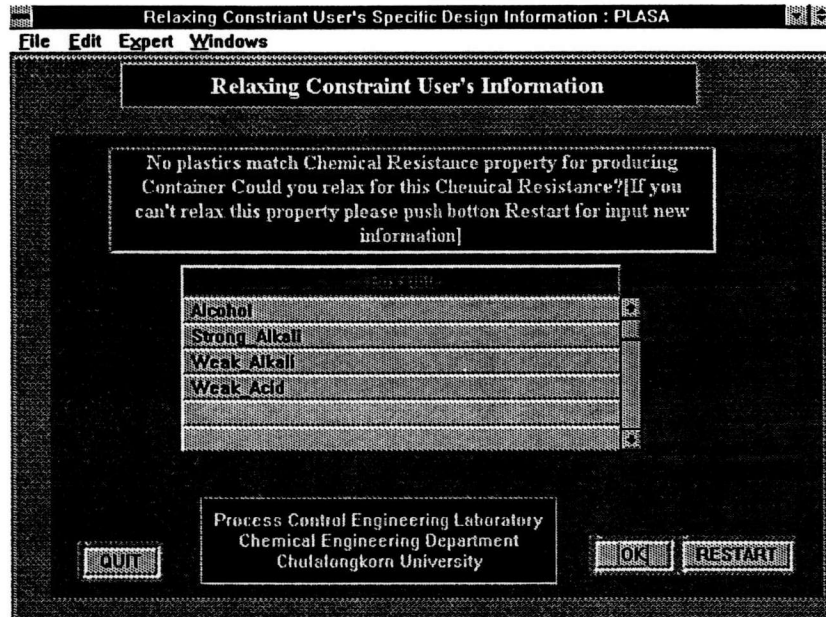 Relaxing Constriant User's Specific Design Information : PLASA
File Edit Expert Windows
Relaxing Constraint User's Information
No plastics match Chemical Resistance property for producing
Container Could you relax for this Chemical Resistance?[If you
can't relax this property please push botton Restart for input new
information]
Alcohol
Strong_Alkali
Weak_Alkali
Weak_Acid
Process Control Engineering Laboratory
Chemical Engineering Department
Chulalongkorn University
QUIT
OK
RESTART